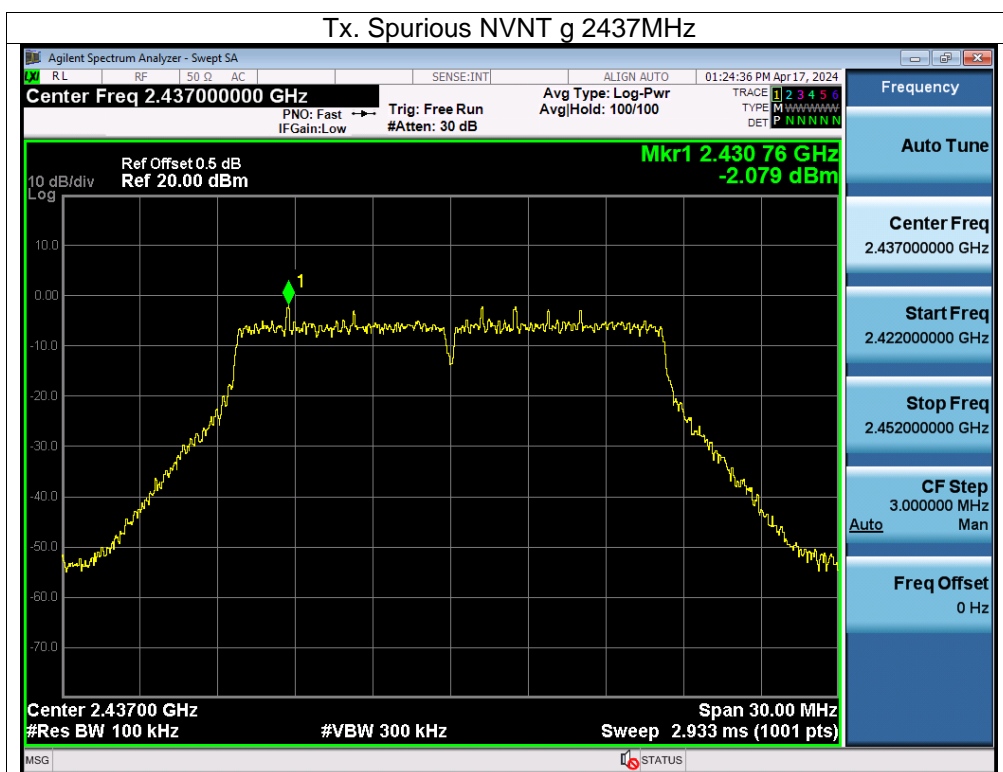 Tx. Spurious NVNT g 2437MHz
Agilent Spectrum Analyzer - Swept SA
LXI RL RF 50 Ω AC SENSE:INT ALIGN AUTO 01:24:36 PM Apr 17, 2024
Center Freq 2.437000000 GHz
PNO: Fast
IFGain:Low
Trig: Free Run
#Atten: 30 dB
Avg Type: Log-Pwr
Avg|Hold: 100/100
TRACE 1 2 3 4 5 6
TYPE M WWWWW
DET P N N N N N
Mkr1 2.430 76 GHz
-2.079 dBm
Ref Offset 0.5 dB
10 dB/div Ref 20.00 dBm
Log
1
10.0
0.00
-10.0
-20.0
-30.0
-40.0
-50.0
-60.0
-70.0
Center 2.43700 GHz Span 30.00 MHz
#Res BW 100 kHz #VBW 300 kHz Sweep 2.933 ms (1001 pts)
MSG STATUS
Frequency
Auto Tune
Center Freq
2.437000000 GHz
Start Freq
2.422000000 GHz
Stop Freq
2.452000000 GHz
CF Step
3.000000 MHz
Auto Man
Freq Offset
0 Hz